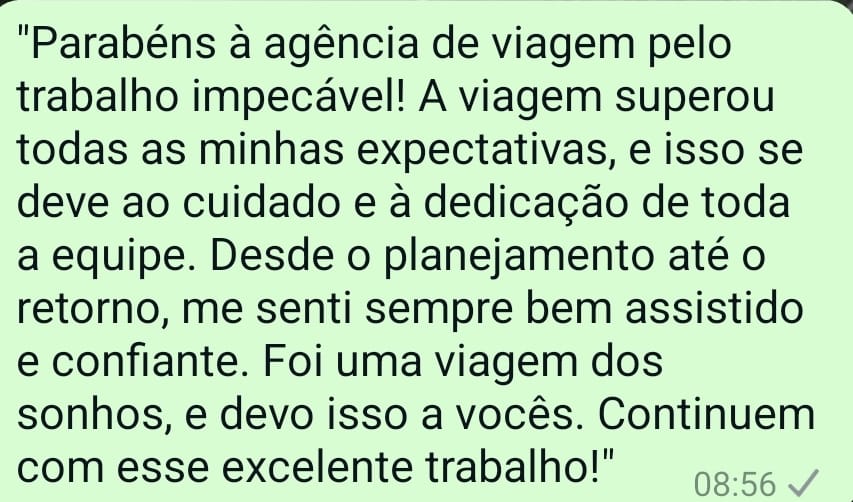 "Parabéns à agência de viagem pelo
trabalho impecável! A viagem superou
todas as minhas expectativas, e isso se
deve ao cuidado e à dedicação de toda
a equipe. Desde o planejamento até o
retorno, me senti sempre bem assistido
e confiante. Foi uma viagem dos
sonhos, e devo isso a vocês. Continuem
com esse excelente trabalho!"
08:56